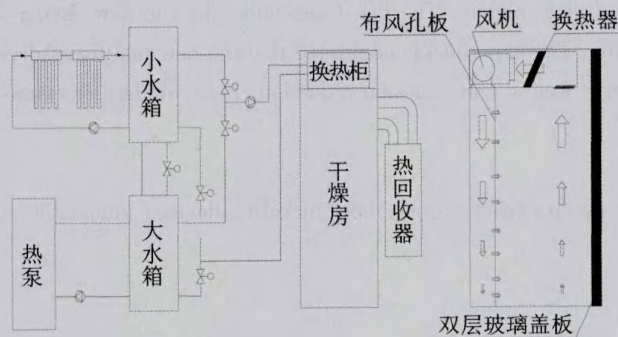 布风孔板
风机
换热器
小水箱
换热柜
干燥房
热回收器
热泵
大水箱
双层玻璃盖板